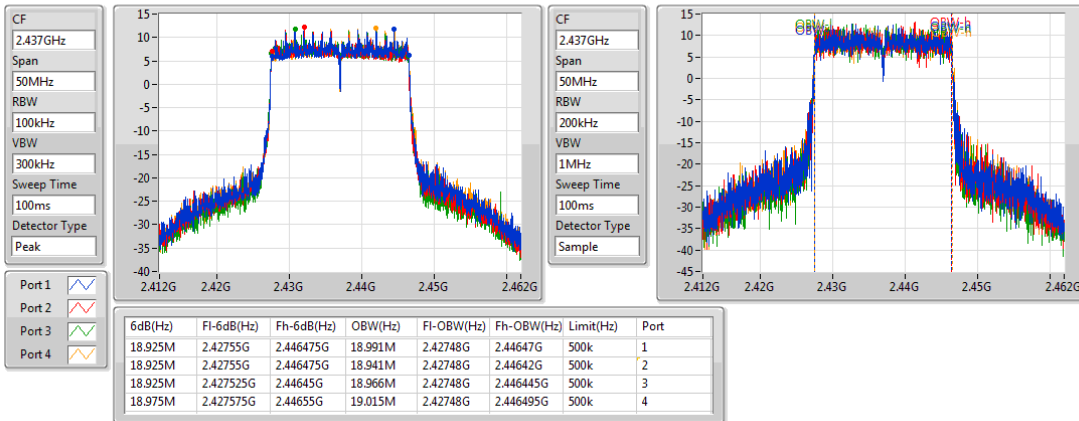 CF
2.437GHz
Span
50MHz
RBW
100kHz
VBW
300kHz
Sweep Time
100ms
Detector Type
Peak
15
10
5
0
-5
-10
-15
-20
-25
-30
-35
-40
2.412G 2.43G 2.44G 2.45G 2.462G
CF
2.437GHz
Span
50MHz
RBW
200kHz
VBW
1MHz
Sweep Time
100ms
Detector Type
Sample
15
10
5
0
-5
-10
-15
-20
-25
-30
-35
-40
-45
2.412G 2.43G 2.44G 2.45G 2.462G
Port 1
Port 2
Port 3
Port 4
6dB(Hz) Fl-6dB(Hz) Fh-6dB(Hz) OBW(Hz) Fl-OBW(Hz) Fh-OBW(Hz) Limit(Hz) Port
18.925M 2.42755G 2.446475G 18.991M 2.42748G 2.44647G 500k 1
18.925M 2.42755G 2.446475G 18.941M 2.42748G 2.44642G 500k 2
18.925M 2.427525G 2.44645G 18.966M 2.42748G 2.446445G 500k 3
18.975M 2.427575G 2.44655G 19.015M 2.42748G 2.446495G 500k 4